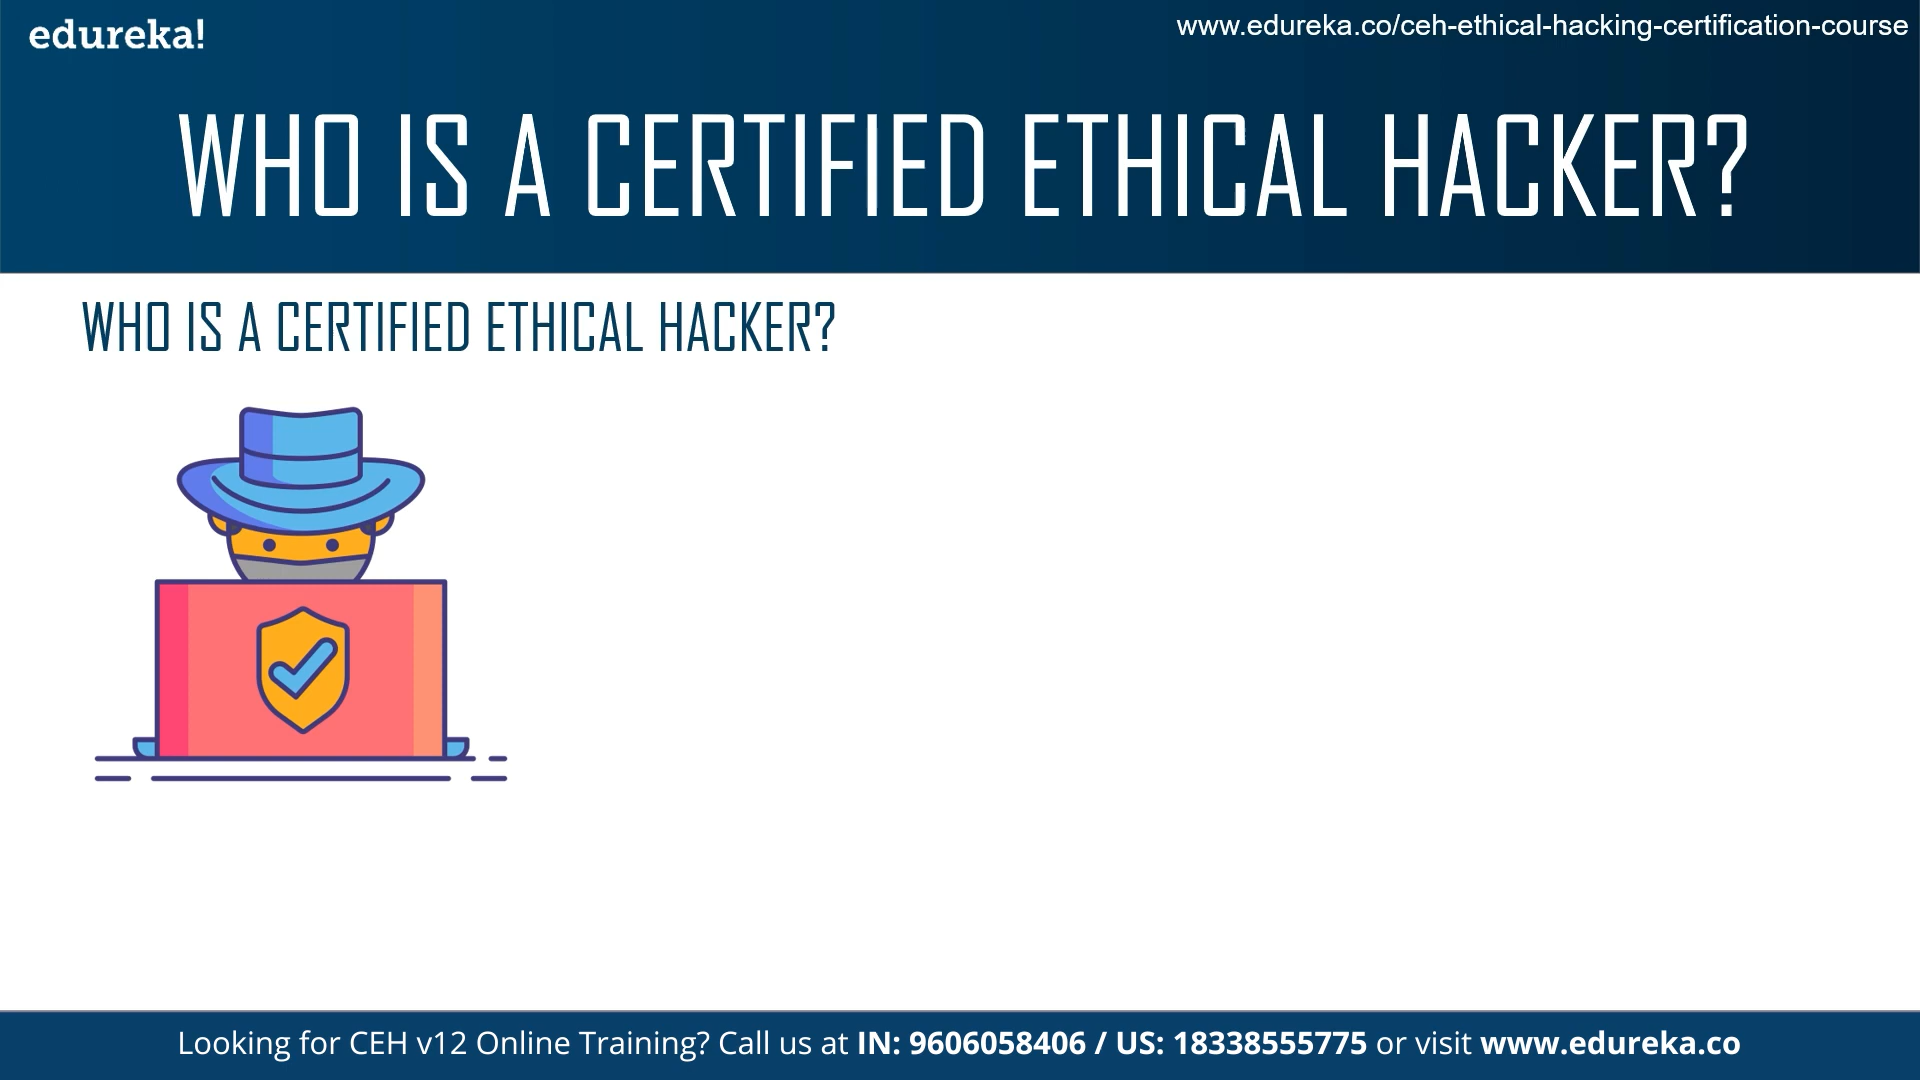 edureka!
www.edureka.co/ceh-ethical-hacking-certification-course
WHO IS A CERTIFIED ETHICAL HACKER?
WHO IS A CERTIFIED ETHICAL HACKER?
Looking for CEH v12 Online Training? Call us at IN: 9606058406 / US: 18338555775 or visit www.edureka.co